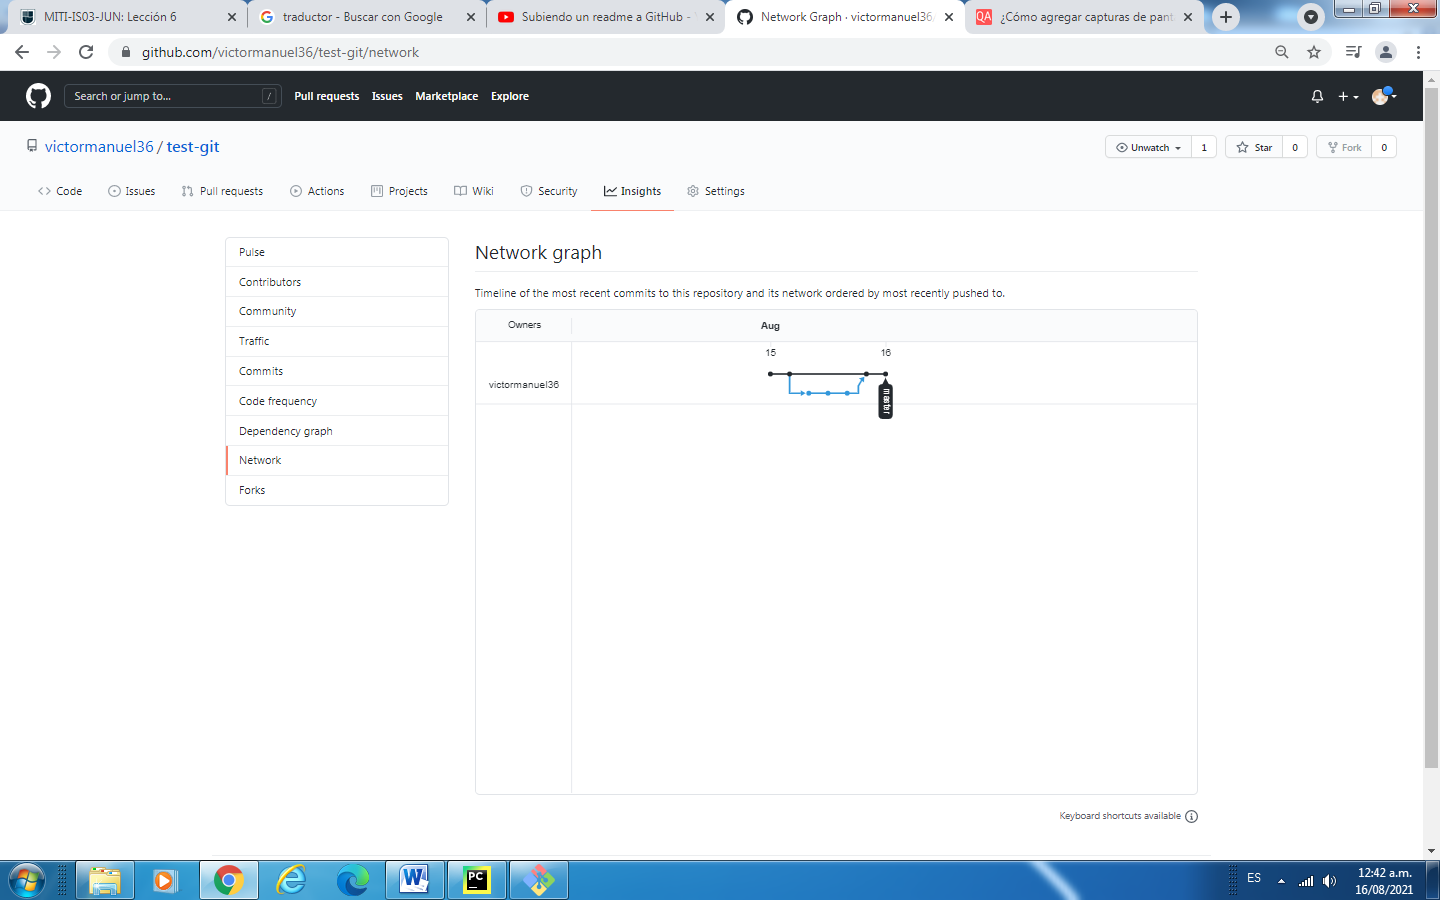 MITI-IS03-JUN: Lección 6
traductor - Buscar con Google
Subiendo un readme a GitHub -
Network Graph · victormanuel36
¿Cómo agregar capturas de pant
github.com/victormanuel36/test-git/network
Search or jump to... /
Pull requests Issues Marketplace Explore
victormanuel36 / test-git
Unwatch 1 Star 0 Fork 0
Code Issues Pull requests Actions Projects Wiki Security Insights Settings
Pulse
Contributors
Community
Traffic
Commits
Code frequency
Dependency graph
Network
Forks
Network graph
Timeline of the most recent commits to this repository and its network ordered by most recently pushed to.
Owners Aug
15 16
victormanuel36
master
Keyboard shortcuts available
ES
12:42 a.m.
16/08/2021